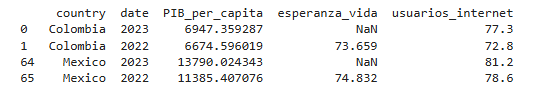 country date PIB_per_capita esperanza_vida usuarios_internet
0 Colombia 2023 6947.359287 NaN 77.3
1 Colombia 2022 6674.596019 73.659 72.8
64 Mexico 2023 13790.024343 NaN 81.2
65 Mexico 2022 11385.407076 74.832 78.6